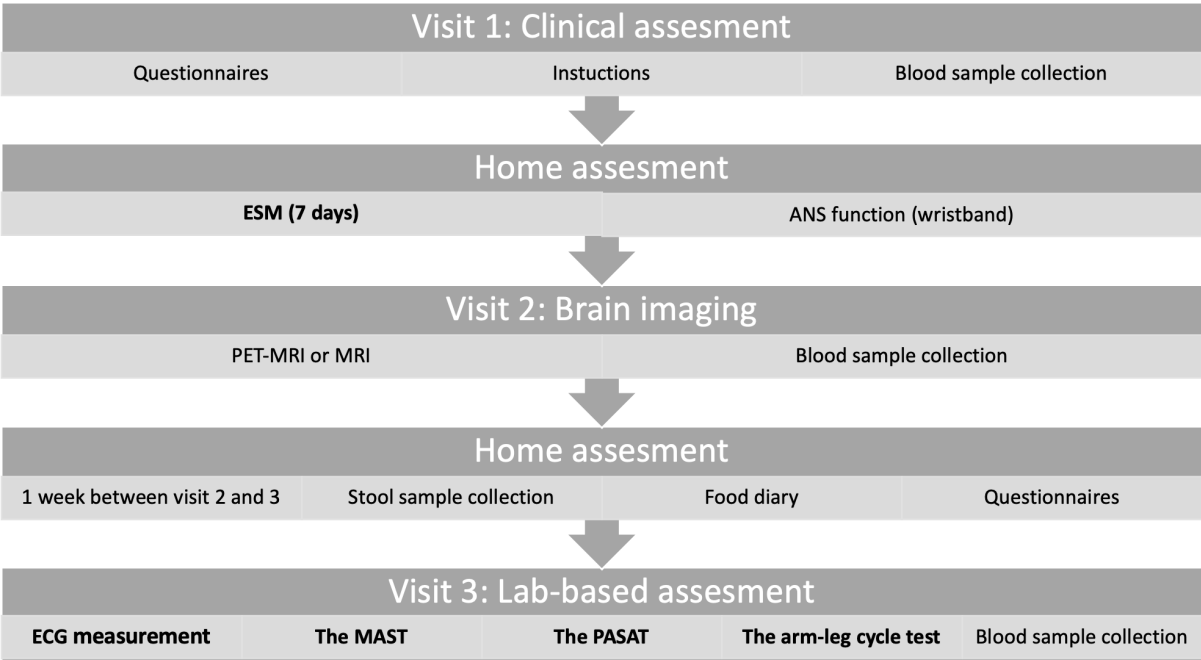 Visit 1: Clinical assesment
Questionnaires
Instuctions
Blood sample collection
Home assesment
ESM (7 days)
ANS function (wristband)
Visit 2: Brain imaging
PET-MRI or MRI
Blood sample collection
Home assesment
1 week between visit 2 and 3
Stool sample collection
Food diary
Questionnaires
Visit 3: Lab-based assesment
ECG measurement
The MAST
The PASAT
The arm-leg cycle test
Blood sample collection